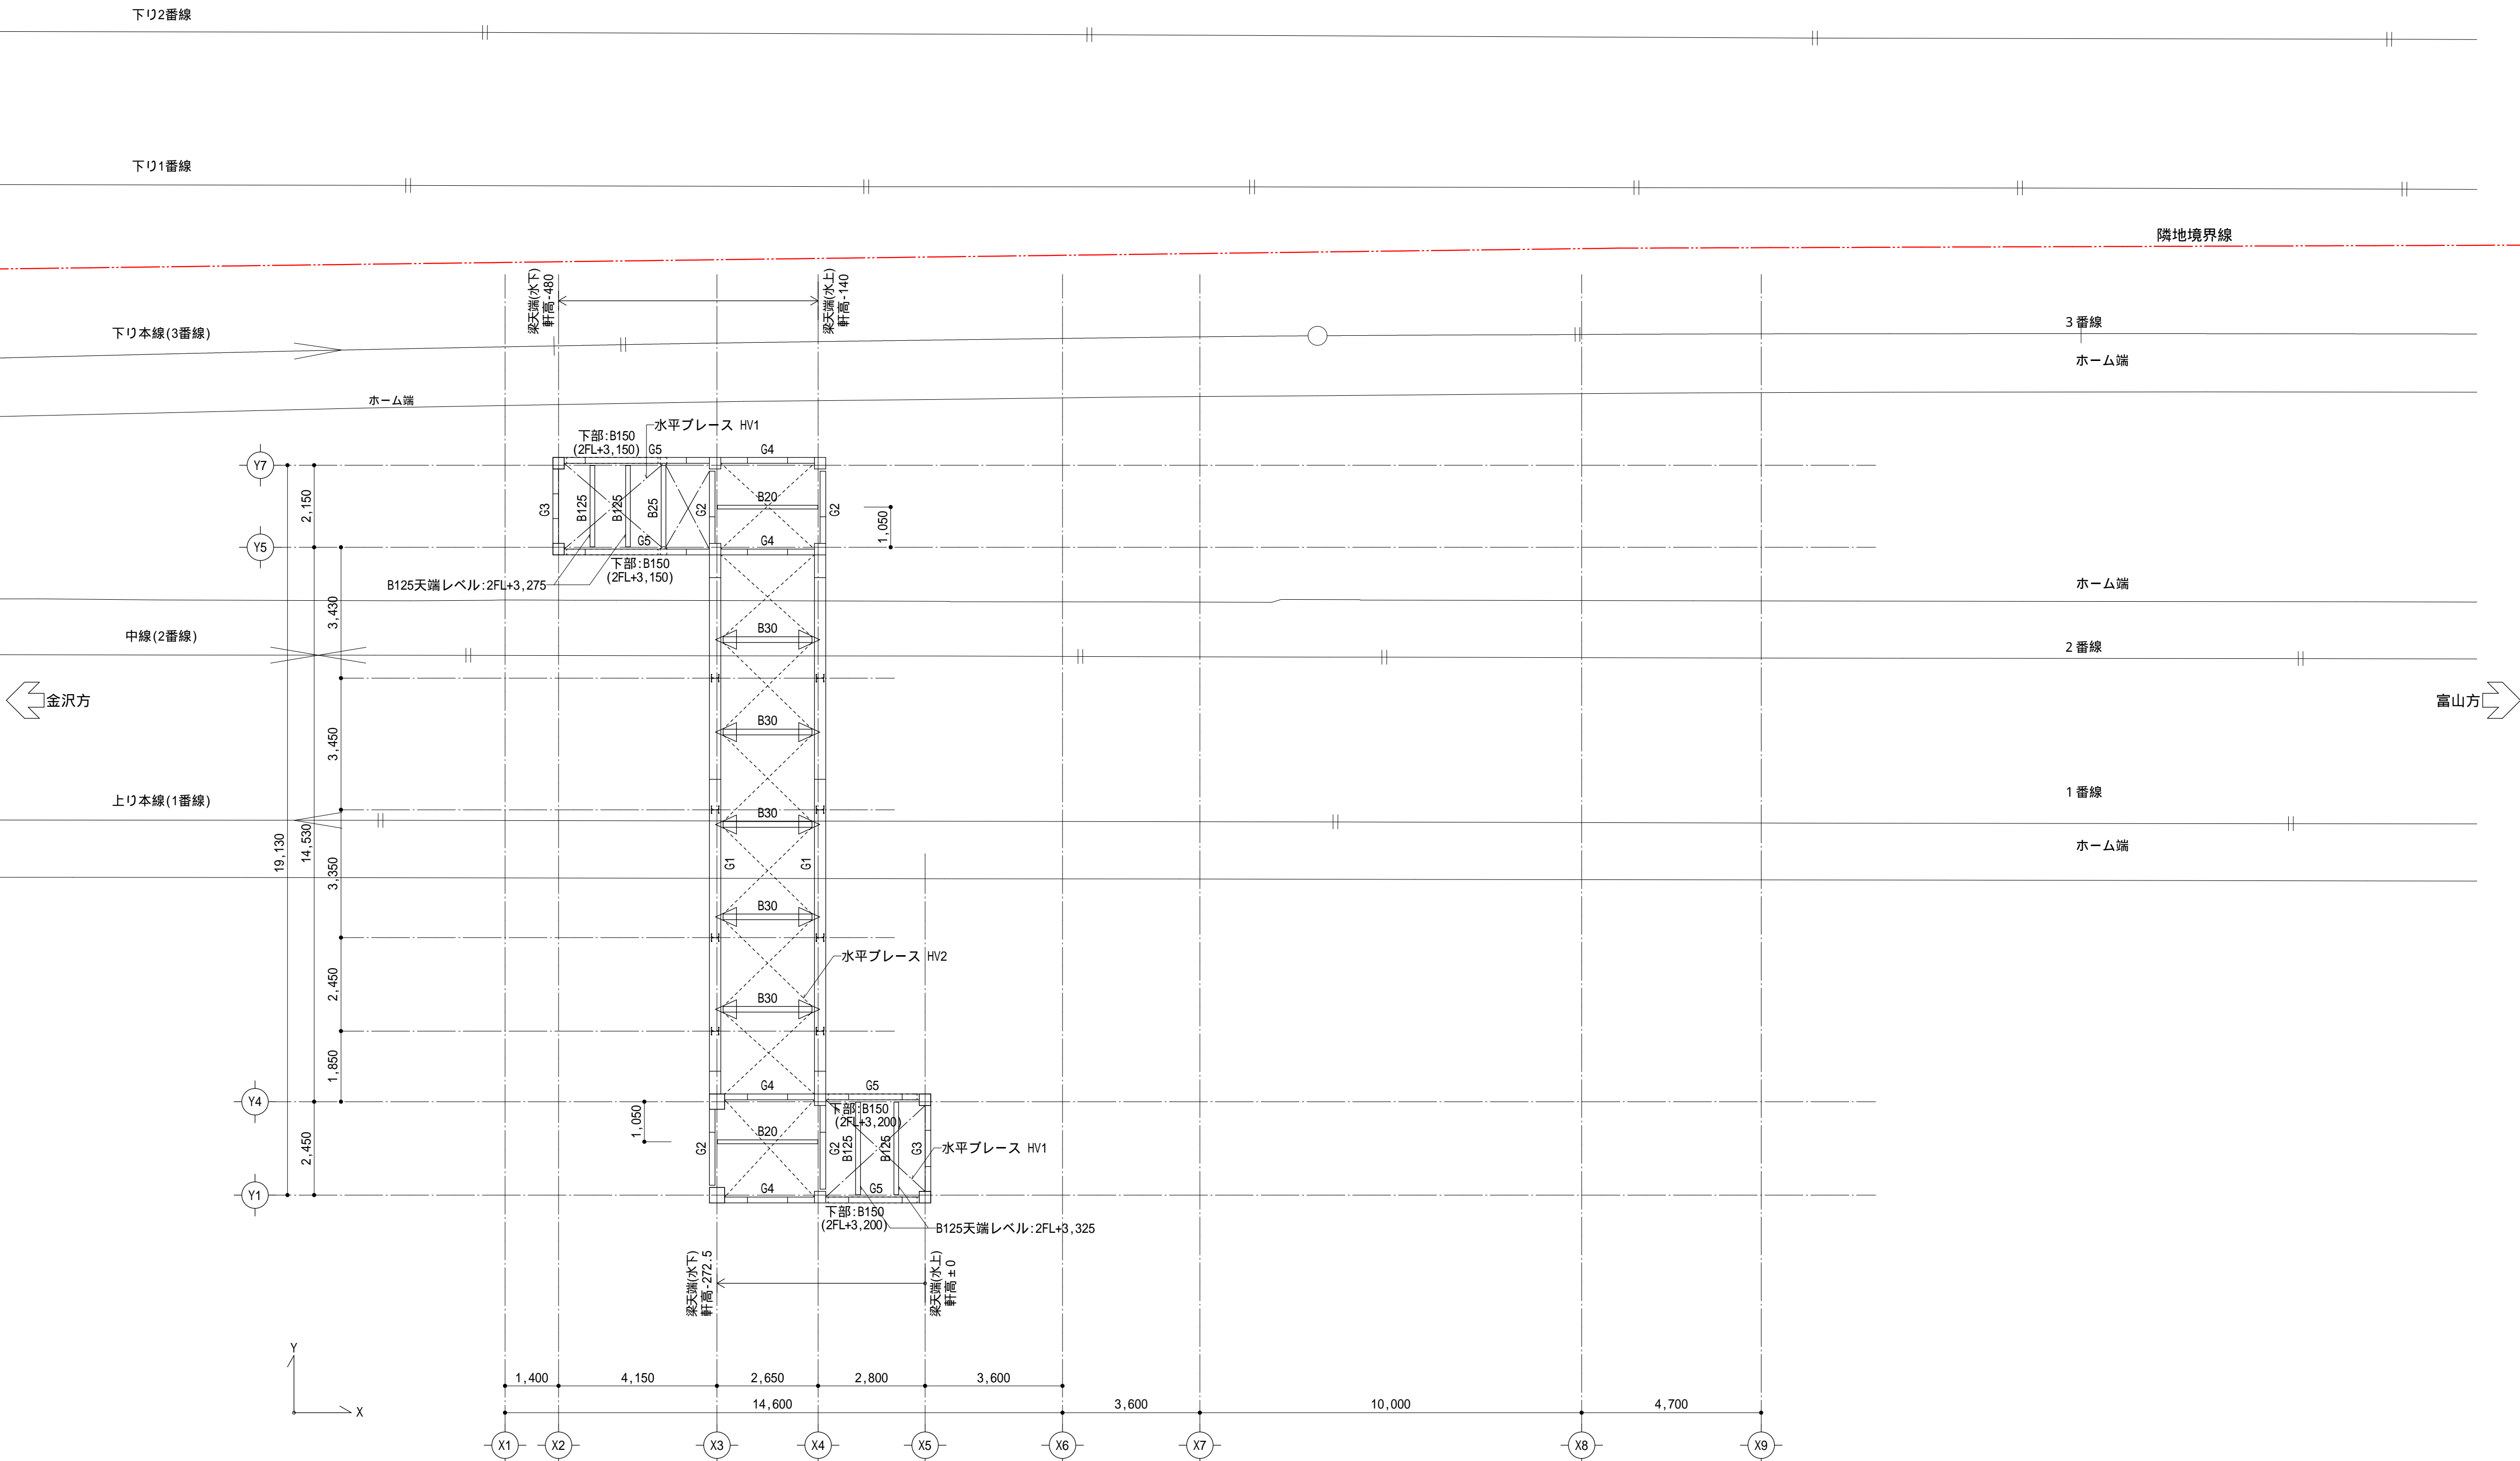 下り2番線
下り1番線
隣地境界線
梁天端(水下)
軒高-480
梁天端(水上)
軒高-140
下り本線(3番線)
3番線
ホーム端
ホーム端
水平ブレース HV1
下部:B150
(2FL+3,150)
G5
G4
Y7
2,150
G3
B125
B125
B25
G2
B20
G2
1,050
Y5
G5
G4
下部:B150
(2FL+3,150)
B125天端レベル:2FL+3,275
ホーム端
3,430
B30
中線(2番線)
2番線
金沢方
富山方
B30
3,450
上り本線(1番線)
1番線
B30
ホーム端
19,130
14,530
3,350
G1
G1
B30
水平ブレース HV2
2,450
B30
1,850
G4
G5
Y4
1,050
下部:B150
(2FL+3,200)
B20
2,450
G2
G2
B125
B125
G3
水平ブレース HV1
G4
G5
Y1
下部:B150
(2FL+3,200)
B125天端レベル:2FL+3,325
梁天端(水下)
軒高-272.5
梁天端(水上)
軒高±0
Y
X
1,400
4,150
2,650
2,800
3,600
14,600
3,600
10,000
4,700
X1
X2
X3
X4
X5
X6
X7
X8
X9